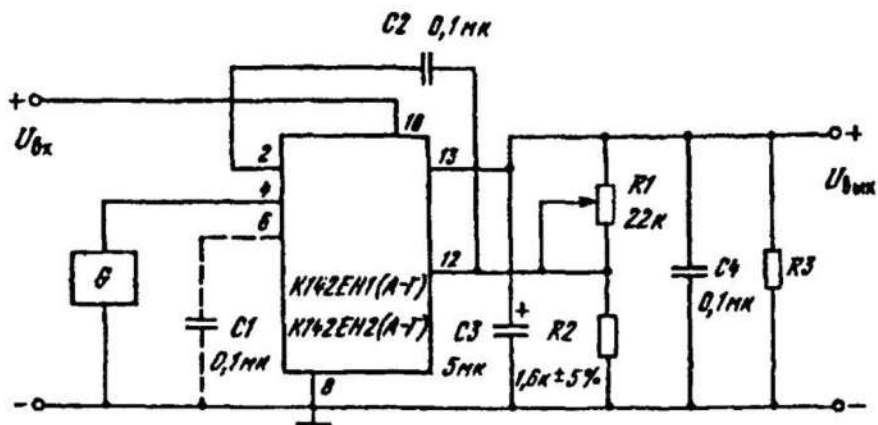 C2 0,1мк
+
16
Uвх
2
13
4
R1
+
Uвых
6
22к
12
G
К142ЕН1(А-Г)
C4
R3
C1
К142ЕН2(А-Г)
C3
+
R2
0,1мк
0,1мк
5мк
1,6к±5%
8
-
-